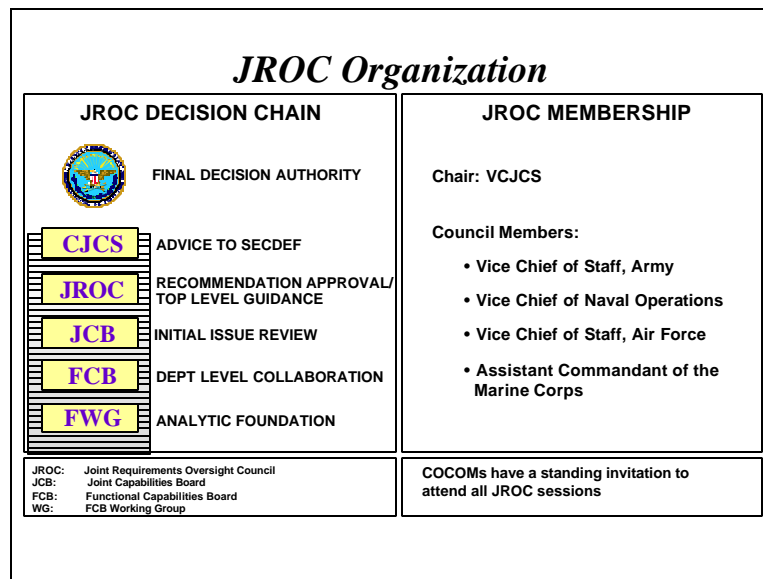 JROC Organization
JROC DECISION CHAIN
FINAL DECISION AUTHORITY
CJCS
ADVICE TO SECDEF
JROC
RECOMMENDATION APPROVAL/
TOP LEVEL GUIDANCE
JCB
INITIAL ISSUE REVIEW
FCB
DEPT LEVEL COLLABORATION
FWG
ANALYTIC FOUNDATION
JROC: Joint Requirements Oversight Council
JCB: Joint Capabilities Board
FCB: Functional Capabilities Board
WG: FCB Working Group
JROC MEMBERSHIP
Chair: VCJCS
Council Members:
• Vice Chief of Staff, Army
• Vice Chief of Naval Operations
• Vice Chief of Staff, Air Force
• Assistant Commandant of the
Marine Corps
COCOMs have a standing invitation to
attend all JROC sessions